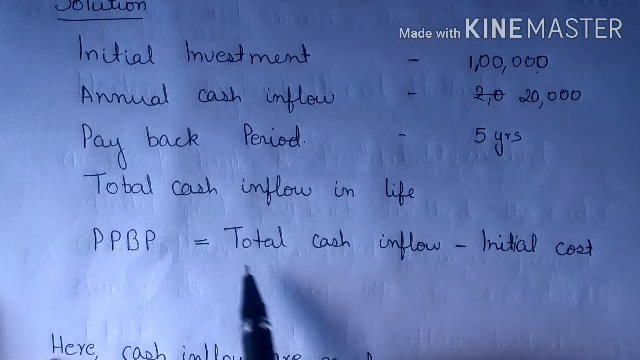 Solution
Made with KINEMASTER
Initial Investment - 1,00,000
Annual cash inflow - 2,0 20,000
Pay back Period. - 5 yrs
Total cash inflow in life
PPBP = Total cash inflow - Initial cost
Here, cash inflow are